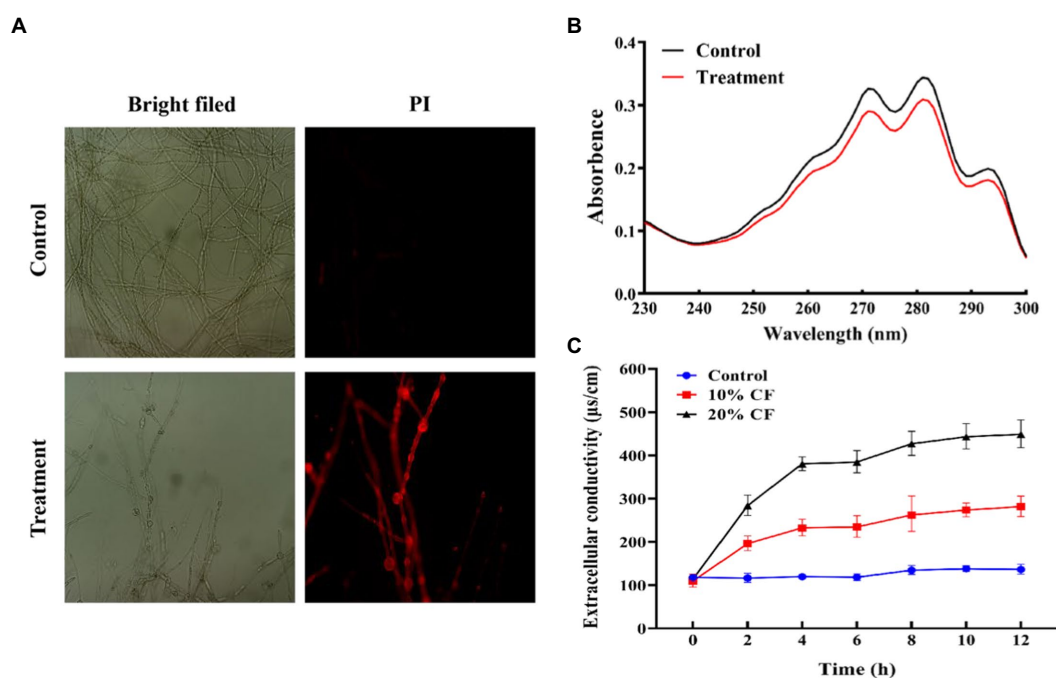 A
Bright filed
PI
Control
Treatment
B
Control
Treatment
Absorbence
0.4
0.3
0.2
0.1
0.0
230
240
250
260
270
280
290
300
Wavelength (nm)
C
Control
10% CF
20% CF
Extracellular conductivity (μs/cm)
600
500
400
300
200
100
0
0
2
4
6
8
10
12
Time (h)